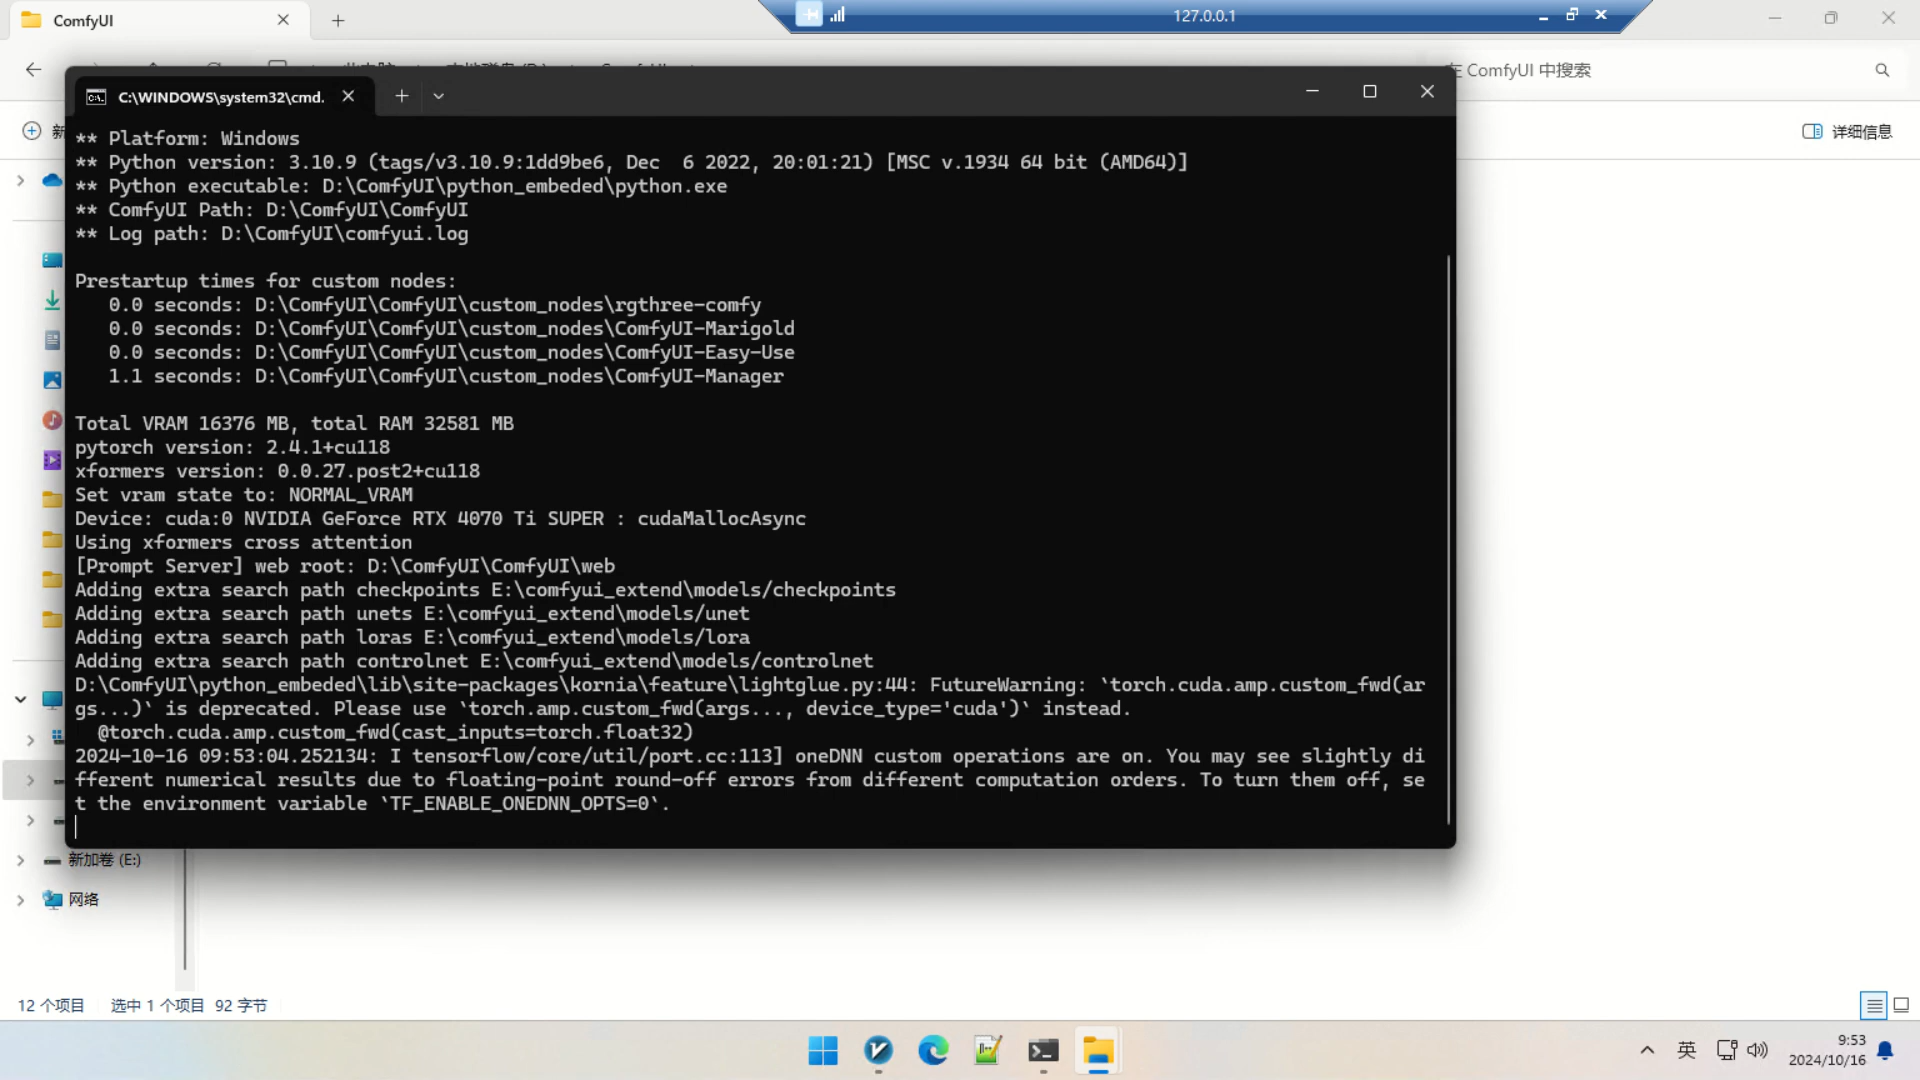 ComfyUI
127.0.0.1
在 ComfyUI 中搜索
C:\WINDOWS\system32\cmd.
新
详细信息
** Platform: Windows
** Python version: 3.10.9 (tags/v3.10.9:1dd9be6, Dec  6 2022, 20:01:21) [MSC v.1934 64 bit (AMD64)]
** Python executable: D:\ComfyUI\python_embeded\python.exe
** ComfyUI Path: D:\ComfyUI\ComfyUI
** Log path: D:\ComfyUI\comfyui.log
Prestartup times for custom nodes:
0.0 seconds: D:\ComfyUI\ComfyUI\custom_nodes\rgthree-comfy
0.0 seconds: D:\ComfyUI\ComfyUI\custom_nodes\ComfyUI-Marigold
0.0 seconds: D:\ComfyUI\ComfyUI\custom_nodes\ComfyUI-Easy-Use
1.1 seconds: D:\ComfyUI\ComfyUI\custom_nodes\ComfyUI-Manager
Total VRAM 16376 MB, total RAM 32581 MB
pytorch version: 2.4.1+cu118
xformers version: 0.0.27.post2+cu118
Set vram state to: NORMAL_VRAM
Device: cuda:0 NVIDIA GeForce RTX 4070 Ti SUPER : cudaMallocAsync
Using xformers cross attention
[Prompt Server] web root: D:\ComfyUI\ComfyUI\web
Adding extra search path checkpoints E:\comfyui_extend\models/checkpoints
Adding extra search path unets E:\comfyui_extend\models/unet
Adding extra search path loras E:\comfyui_extend\models/lora
Adding extra search path controlnet E:\comfyui_extend\models/controlnet
D:\ComfyUI\python_embeded\lib\site-packages\kornia\feature\lightglue.py:44: FutureWarning: `torch.cuda.amp.custom_fwd(ar
gs...)` is deprecated. Please use `torch.amp.custom_fwd(args..., device_type='cuda')` instead.
@torch.cuda.amp.custom_fwd(cast_inputs=torch.float32)
2024-10-16 09:53:04.252134: I tensorflow/core/util/port.cc:113] oneDNN custom operations are on. You may see slightly di
fferent numerical results due to floating-point round-off errors from different computation orders. To turn them off, se
t the environment variable `TF_ENABLE_ONEDNN_OPTS=0`.
新加卷 (E:)
网络
12 个项目
选中 1 个项目 92 字节
英
9:53
2024/10/16